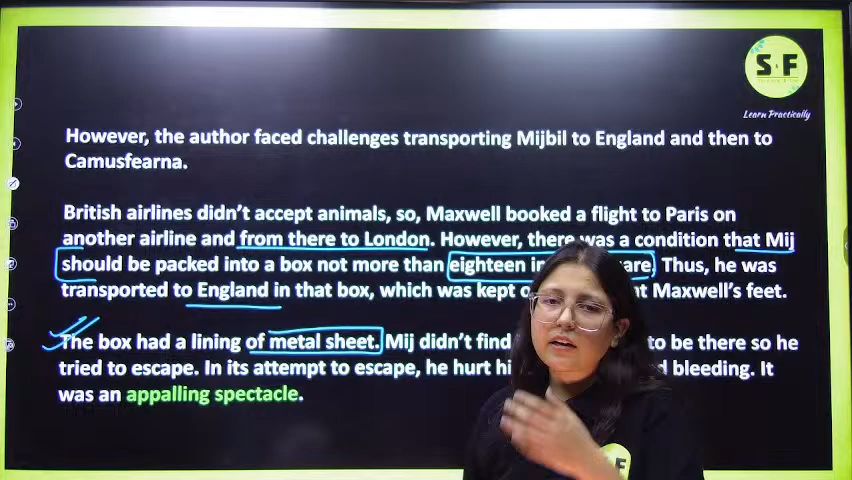 S F
Learn Practically
However, the author faced challenges transporting Mijbil to England and then to
Camusfearna.
British airlines didn't accept animals, so, Maxwell booked a flight to Paris on
another airline and from there to London. However, there was a condition that Mij
should be packed into a box not more than eighteen in are. Thus, he was
transported to England in that box, which was kept o t Maxwell's feet.
The box had a lining of metal sheet. Mij didn't find to be there so he
tried to escape. In its attempt to escape, he hurt hi d bleeding. It
was an appalling spectacle.
F